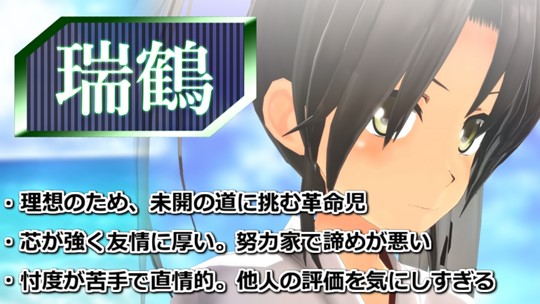 瑞鶴
・理想のため、未開の道に挑む革命児
・芯が強く友情に厚い。努力家で諦めが悪い
・忖度が苦手で直情的。他人の評価を気にしすぎる